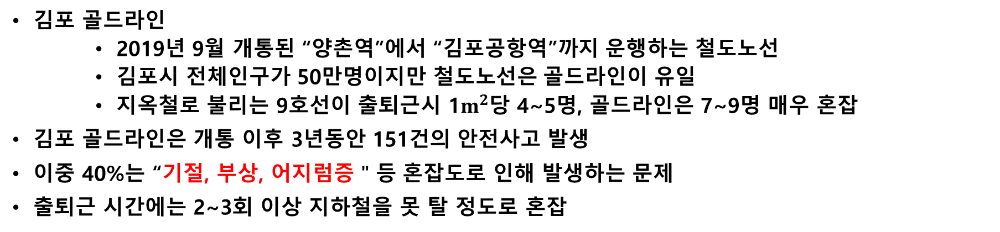 • 김포 골드라인
• 2019년 9월 개통된 “양촌역”에서 “김포공항역”까지 운행하는 철도노선
• 김포시 전체인구가 50만명이지만 철도노선은 골드라인이 유일
• 지옥철로 불리는 9호선이 출퇴근시 1m²당 4~5명, 골드라인은 7~9명 매우 혼잡
• 김포 골드라인은 개통 이후 3년동안 151건의 안전사고 발생
• 이중 40%는 “기절, 부상, 어지럼증 " 등 혼잡도로 인해 발생하는 문제
• 출퇴근 시간에는 2~3회 이상 지하철을 못 탈 정도로 혼잡